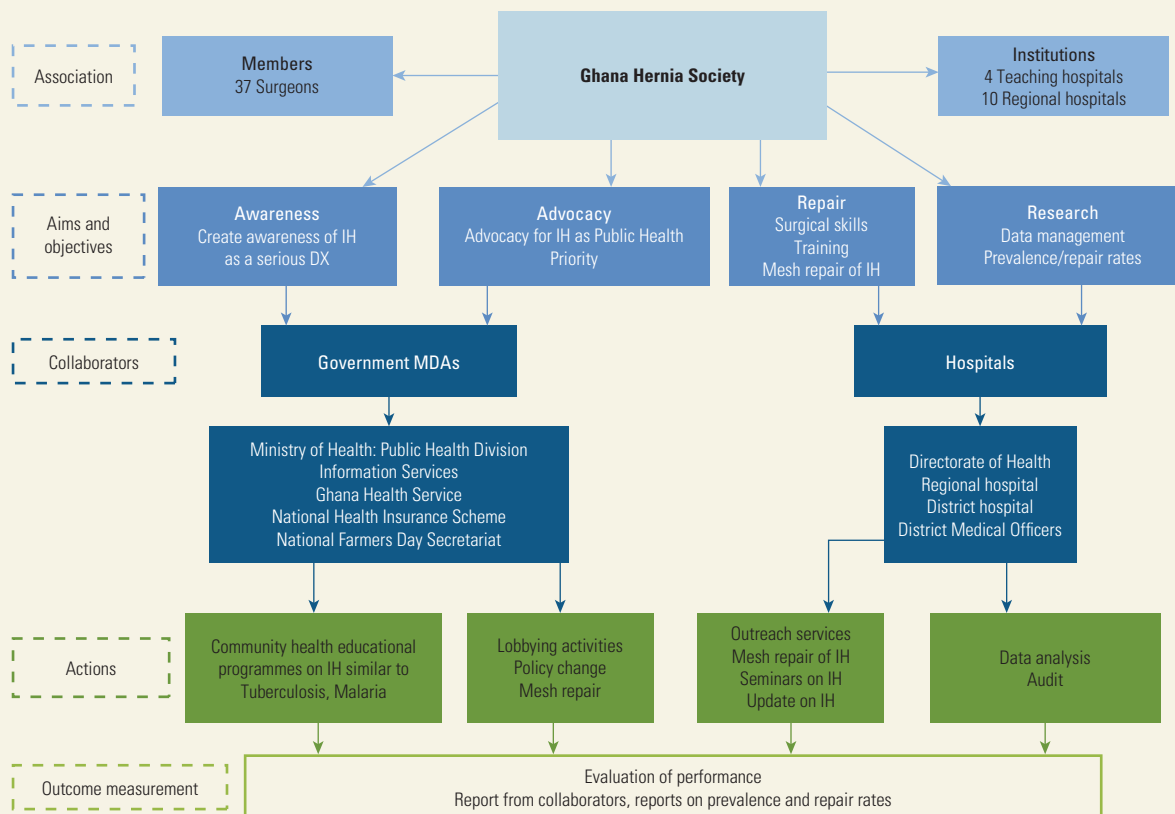 Association
Members
37 Surgeons
Ghana Hernia Society
Institutions
4 Teaching hospitals
10 Regional hospitals
Aims and
objectives
Awareness
Create awareness of IH
as a serious DX
Advocacy
Advocacy for IH as Public Health
Priority
Repair
Surgical skills
Training
Mesh repair of IH
Research
Data management
Prevalence/repair rates
Collaborators
Government MDAs
Hospitals
Ministry of Health: Public Health Division
Information Services
Ghana Health Service
National Health Insurance Scheme
National Farmers Day Secretariat
Directorate of Health
Regional hospital
District hospital
District Medical Officers
Actions
Community health educational
programmes on IH similar to
Tuberculosis, Malaria
Lobbying activities
Policy change
Mesh repair
Outreach services
Mesh repair of IH
Seminars on IH
Update on IH
Data analysis
Audit
Outcome measurement
Evaluation of performance
Report from collaborators, reports on prevalence and repair rates